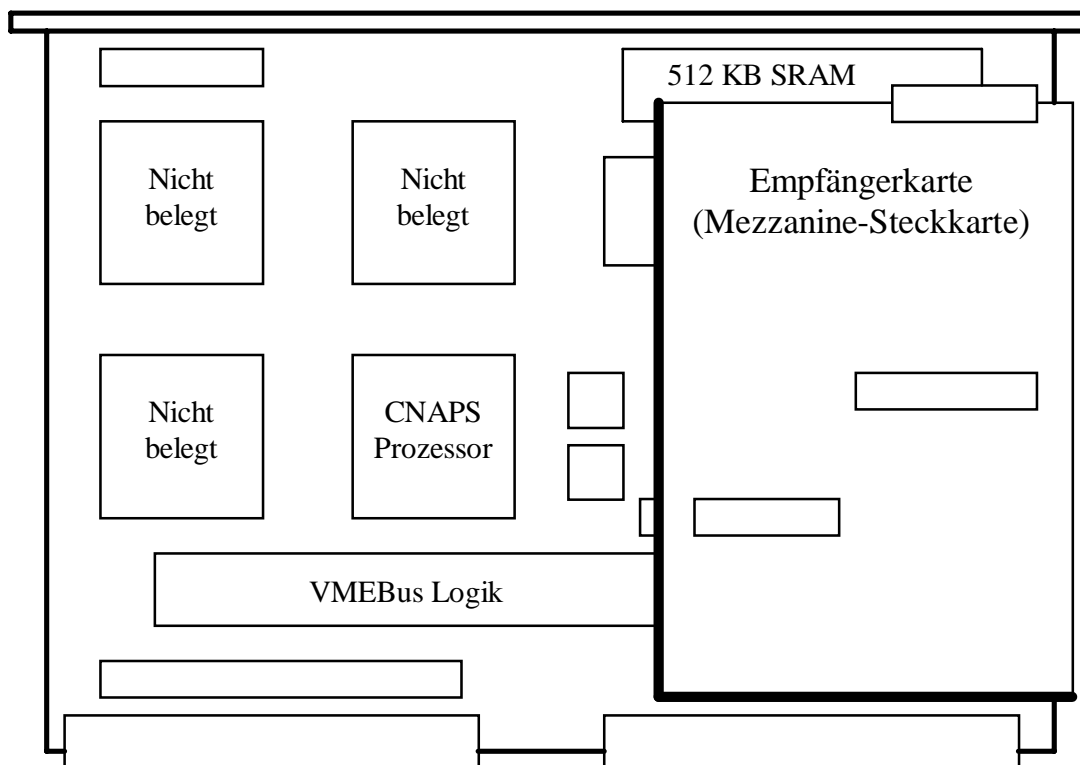 512 KB SRAM
Nicht
belegt
Nicht
belegt
Empfängerkarte
(Mezzanine-Steckkarte)
Nicht
belegt
CNAPS
Prozessor
VMEBus Logik